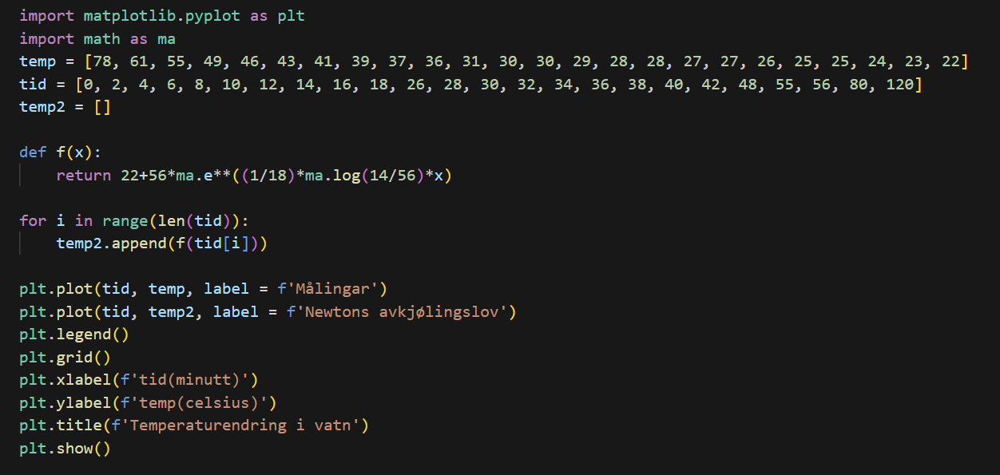 import matplotlib.pyplot as plt
import math as ma
temp = [78, 61, 55, 49, 46, 43, 41, 39, 37, 36, 31, 30, 30, 29, 28, 28, 27, 27, 26, 25, 25, 24, 23, 22]
tid = [0, 2, 4, 6, 8, 10, 12, 14, 16, 18, 26, 28, 30, 32, 34, 36, 38, 40, 42, 48, 55, 56, 80, 120]
temp2 = []

def f(x):
    return 22+56*ma.e**((1/18)*ma.log(14/56)*x)

for i in range(len(tid)):
    temp2.append(f(tid[i]))

plt.plot(tid, temp, label = f'Målingar')
plt.plot(tid, temp2, label = f'Newtons avkjølingslov')
plt.legend()
plt.grid()
plt.xlabel(f'tid(minutt)')
plt.ylabel(f'temp(celsius)')
plt.title(f'Temperaturendring i vatn')
plt.show()